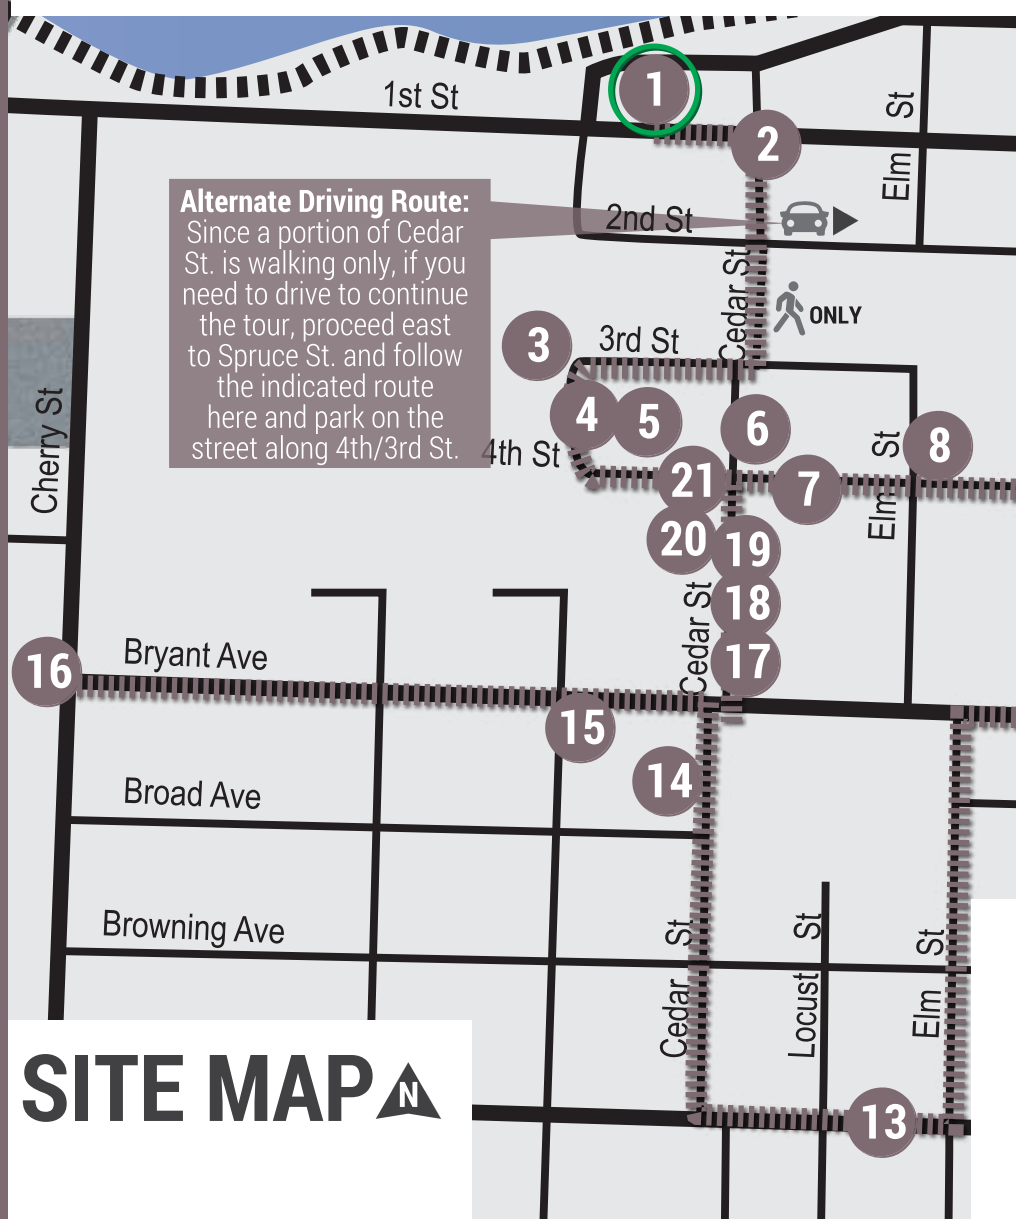 1st St
1
2
Elm St
Alternate Driving Route:
Since a portion of Cedar
St. is walking only, if you
need to drive to continue
the tour, proceed east
to Spruce St. and follow
the indicated route
here and park on the
street along 4th/3rd St.
2nd St
Cedar St
ONLY
3
3rd St
4
5
6
Cherry St
4th St
Elm St
8
21
7
20
19
18
Cedar St
17
16
Bryant Ave
15
14
Broad Ave
Browning Ave
Cedar St
Locust St
Elm St
SITE MAP N
13